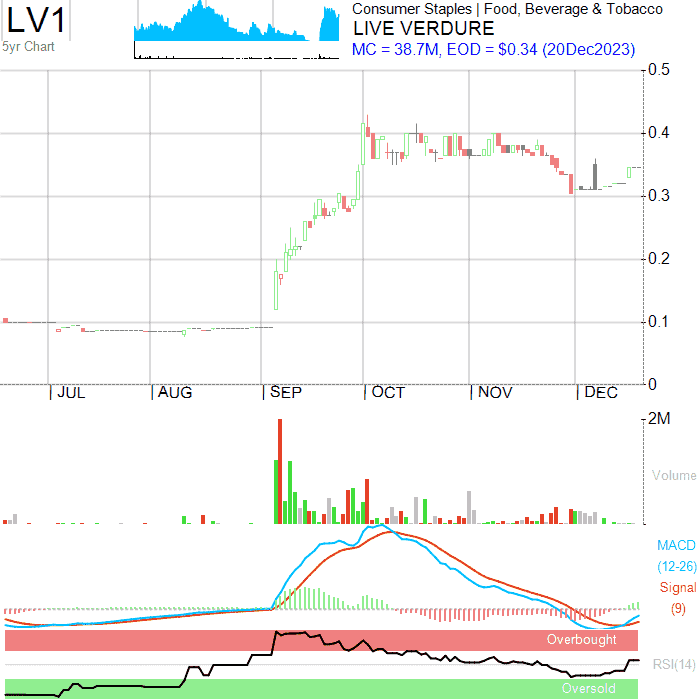 LV1
5yr Chart
Consumer Staples | Food, Beverage & Tobacco
LIVE VERDURE
MC = 38.7M, EOD = $0.34 (20Dec2023)
0.5
0.4
0.3
0.2
0.1
0
JUL AUG SEP OCT NOV DEC
2M
Volume
MACD
(12-26)
Signal
(9)
Overbought
RSI(14)
Oversold